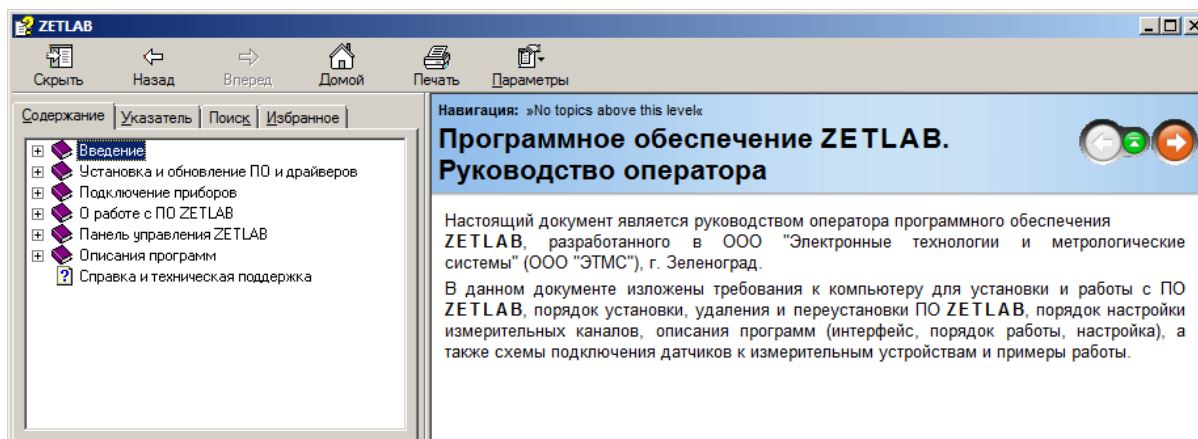 ZETLAB
Скрыть Назад Вперед Домой Печать Параметры
Содержание Указатель Поиск Избранное
Введение
Установка и обновление ПО и драйверов
Подключение приборов
О работе с ПО ZETLAB
Панель управления ZETLAB
Описания программ
Справка и техническая поддержка
Навигация: »No topics above this level«
Программное обеспечение ZETLAB.
Руководство оператора
Настоящий документ является руководством оператора программного обеспечения
ZETLAB, разработанного в ООО "Электронные технологии и метрологические
системы" (ООО "ЭТМС"), г. Зеленоград.
В данном документе изложены требования к компьютеру для установки и работы с ПО
ZETLAB, порядок установки, удаления и переустановки ПО ZETLAB, порядок настройки
измерительных каналов, описания программ (интерфейс, порядок работы, настройка), а
также схемы подключения датчиков к измерительным устройствам и примеры работы.